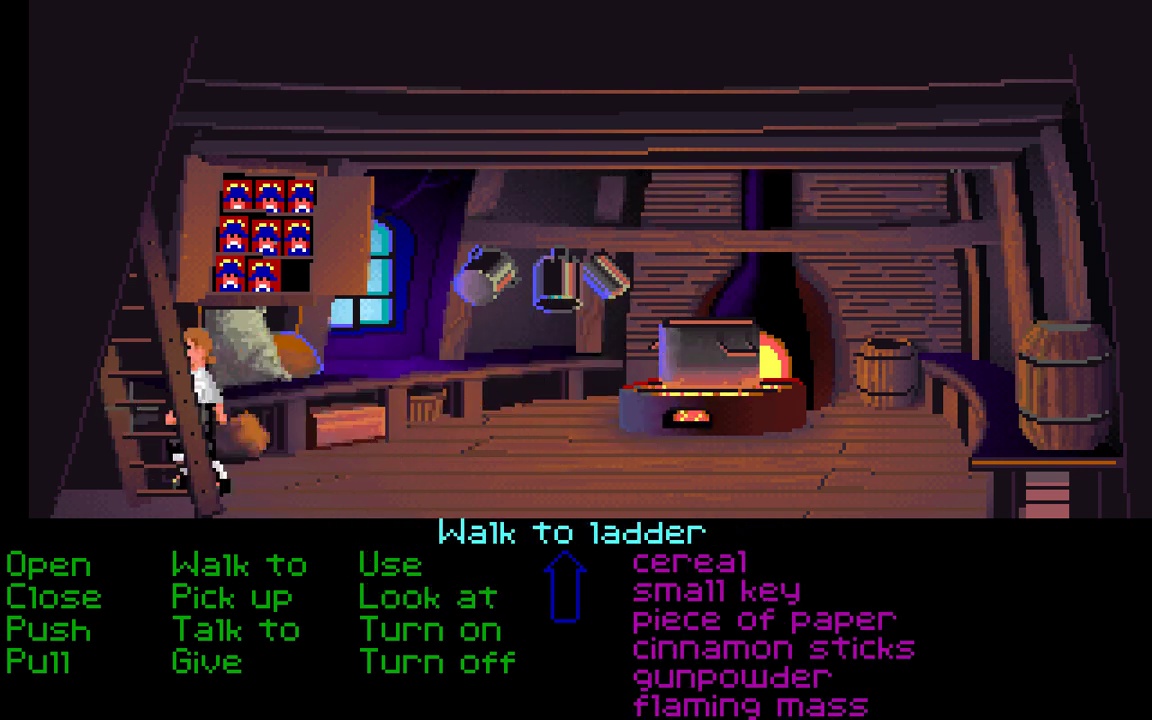 Walk to ladder
Open Walk to Use cereal
Close Pick up Look at small key
Push Talk to Turn on piece of paper
Pull Give Turn off cinnamon sticks
gunpowder
flaming mass